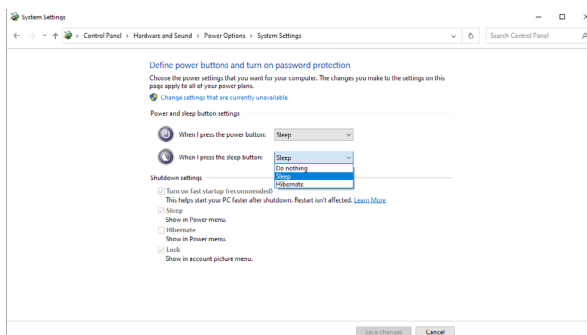 System Settings
Control Panel > Hardware and Sound > Power Options > System Settings
Search Control Panel
Define power buttons and turn on password protection
Choose the power settings that you want for your computer. The changes you make to the settings on this
page apply to all of your power plans.
Change settings that are currently unavailable
Power and sleep button settings
When I press the power button: Sleep
When I press the sleep button: Sleep
Do nothing
Sleep
Hibernate
Shutdown settings
Turn on fast startup (recommended)
This helps start your PC faster after shutdown. Restart isn't affected. Learn More
Sleep
Show in Power menu.
Hibernate
Show in Power menu.
Lock
Show in account picture menu.
Save changes Cancel